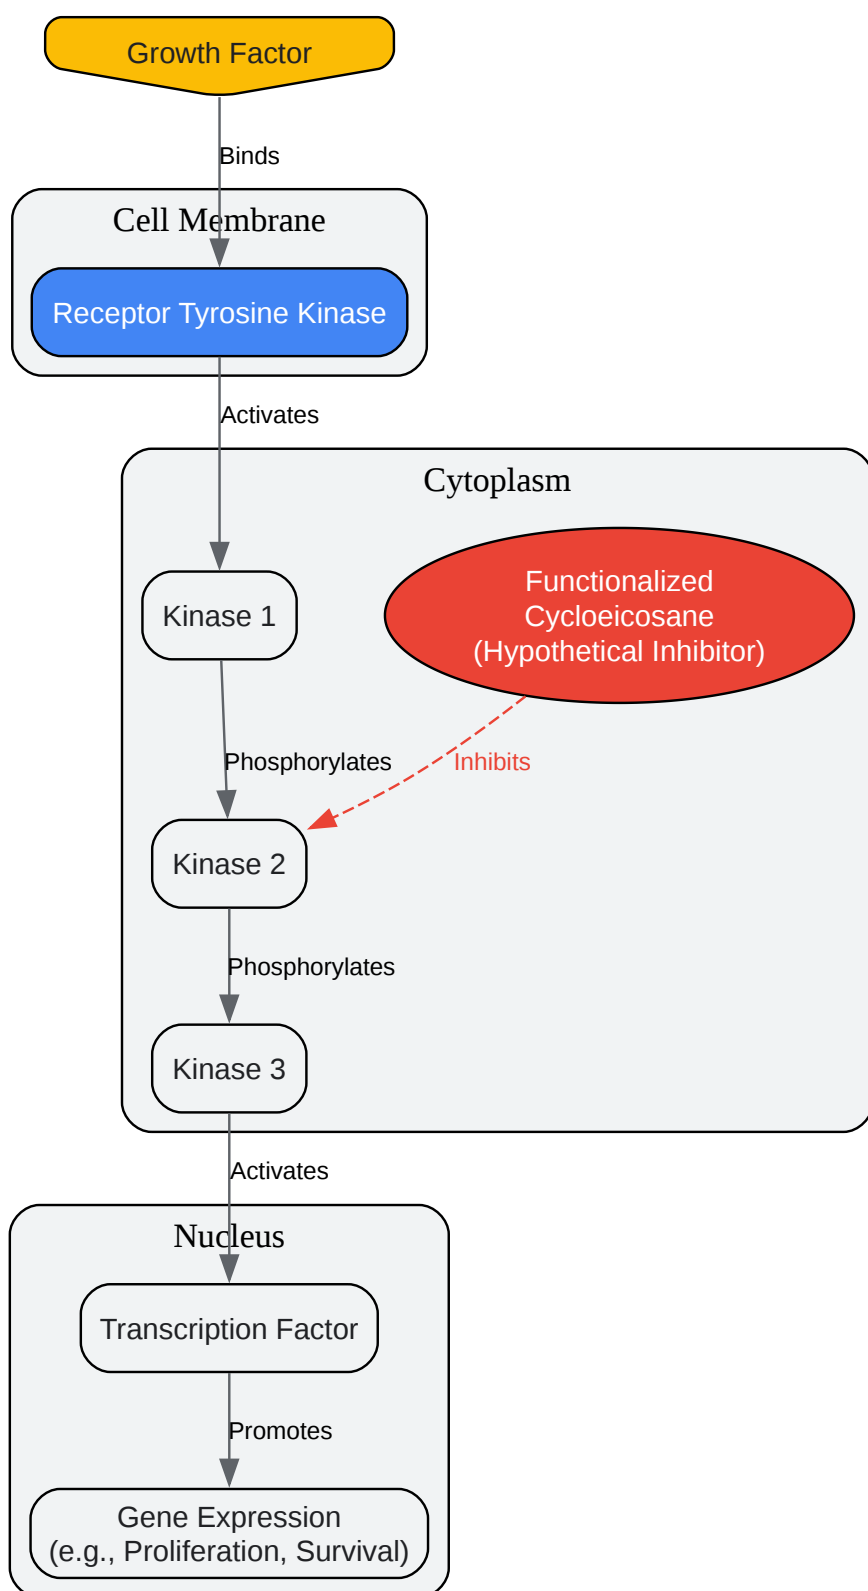 Growth Factor
Binds
Cell Membrane
Receptor Tyrosine Kinase
Activates
Cytoplasm
Functionalized
Cycloeicosane
(Hypothetical Inhibitor)
Kinase 1
Phosphorylates
Inhibits
Kinase 2
Phosphorylates
Kinase 3
Activates
Nucleus
Transcription Factor
Promotes
Gene Expression
(e.g., Proliferation, Survival)